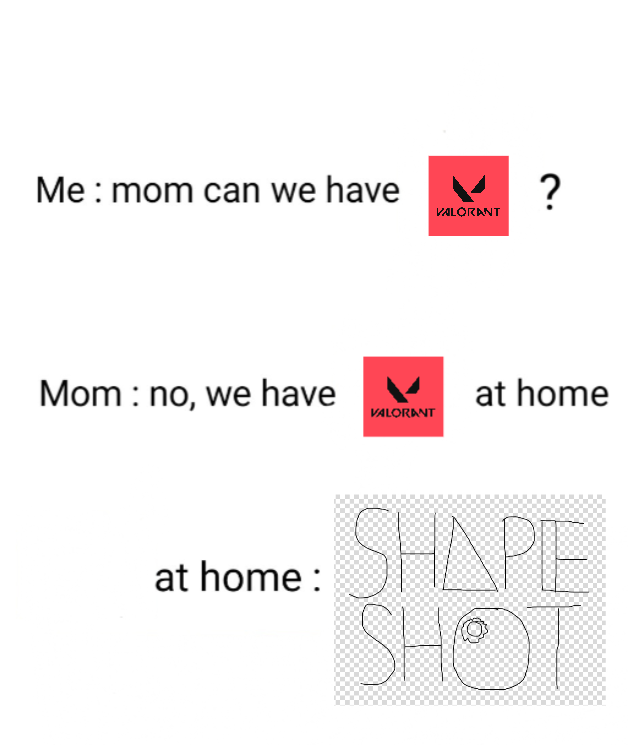 Me : mom can we have VALORANT ?
Mom : no, we have VALORANT at home
at home :
SHAPE
SHOT